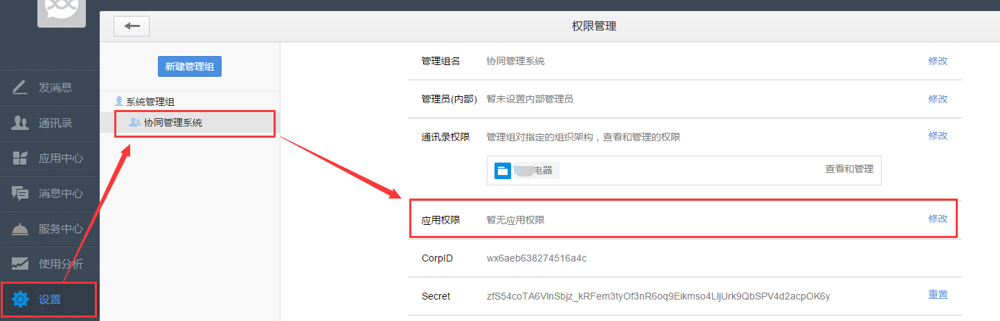 权限管理
新建管理组
系统管理组
协同管理系统
发消息
通讯录
应用中心
消息中心
服务中心
使用分析
设置
管理组名 协同管理系统 修改
管理员(内部) 暂未设置内部管理员 修改
通讯录权限 管理组对指定的组织架构，查看和管理的权限 修改
电器 查看和管理
应用权限 暂无应用权限 修改
CorpID wx6aeb638274516a4c
Secret zfS54coTA6VlnSbjz_kRFem3tyOf3nR6oq9Eikmso4LIjUrk9QbSPV4d2acpOK6y 重置